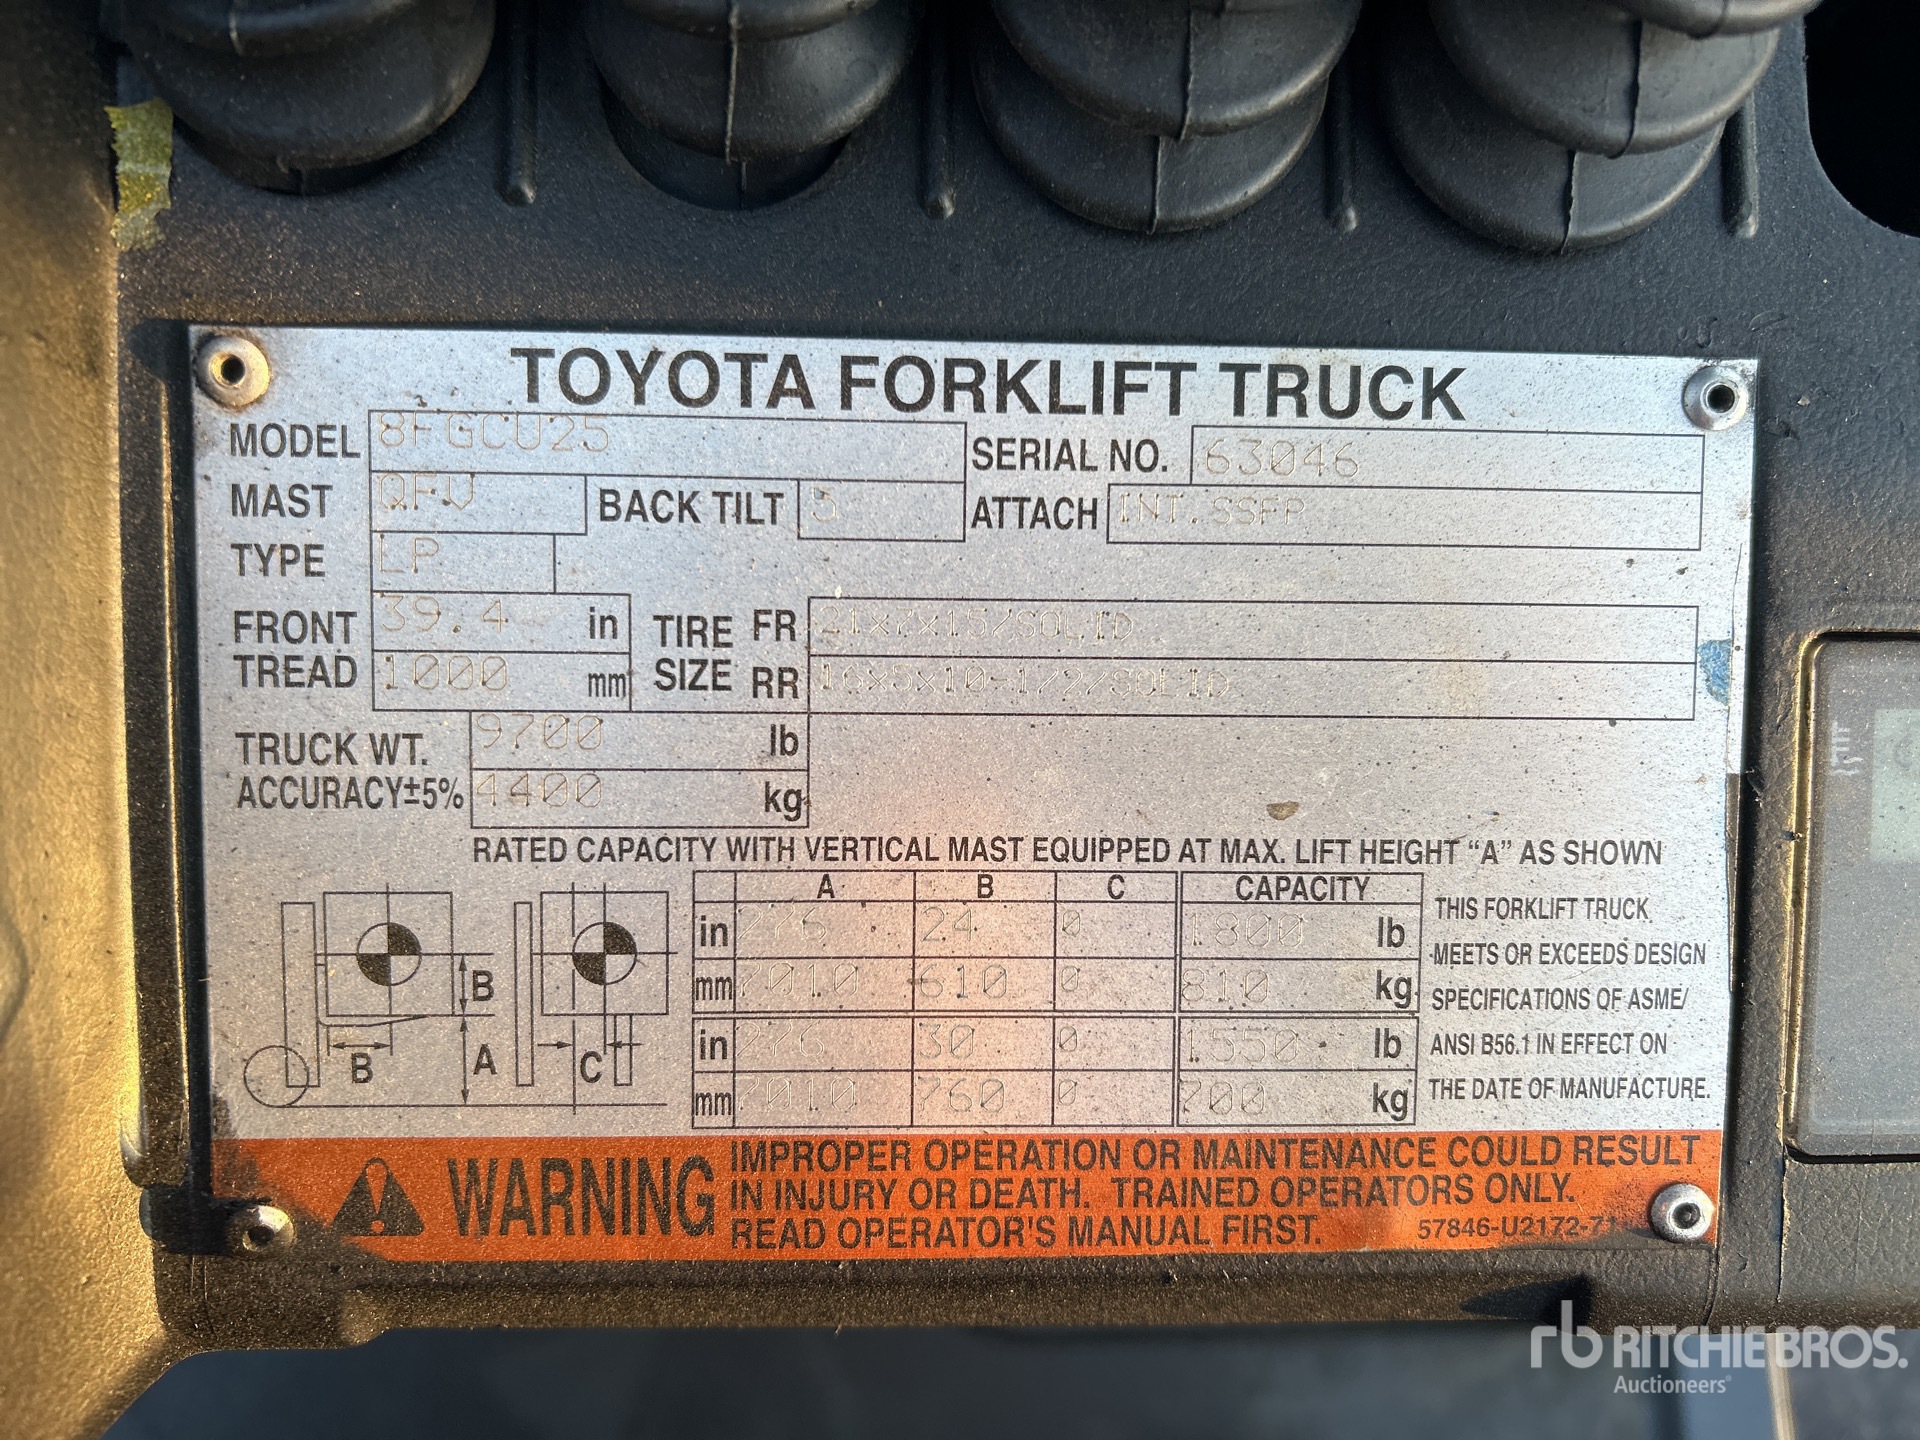 TOYOTA FORKLIFT TRUCK
MODEL 8FGCU25 SERIAL NO. 63046
MAST QFV BACK TILT 5 ATTACH INT.SSFP
TYPE LP
FRONT TREAD 39.4 in TIRE SIZE FR 21x7x15/SOLID
1000 mm RR 16x5x10-1/2/SOLID
TRUCK WT. 9700 lb
ACCURACY±5% 4400 kg
RATED CAPACITY WITH VERTICAL MAST EQUIPPED AT MAX. LIFT HEIGHT “A” AS SHOWN
A B C CAPACITY
in 276 24 0 1800 lb
mm 7010 610 0 810 kg
in 276 30 0 1550 lb
mm 7010 760 0 700 kg
B
B A C
THIS FORKLIFT TRUCK
MEETS OR EXCEEDS DESIGN
SPECIFICATIONS OF ASME/
ANSI B56.1 IN EFFECT ON
THE DATE OF MANUFACTURE.
WARNING
IMPROPER OPERATION OR MAINTENANCE COULD RESULT
IN INJURY OR DEATH. TRAINED OPERATORS ONLY.
READ OPERATOR'S MANUAL FIRST. 57846-U2172-71
rb RITCHIE BROS.
Auctioneers